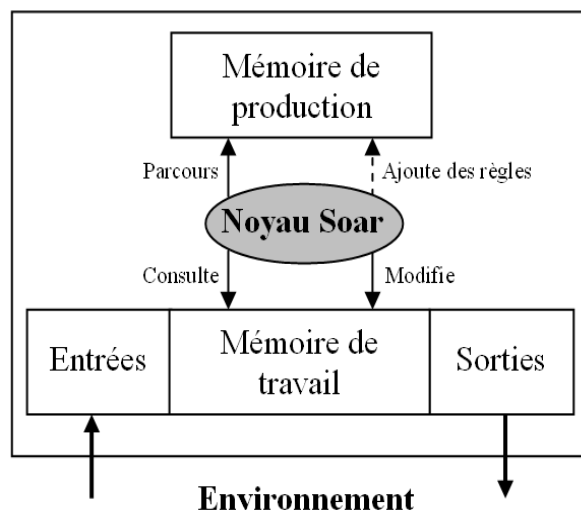 Mémoire de
production
Parcours
Ajoute des règles
Noyau Soar
Consulte
Modifie
Entrées
Mémoire de
travail
Sorties
Environnement